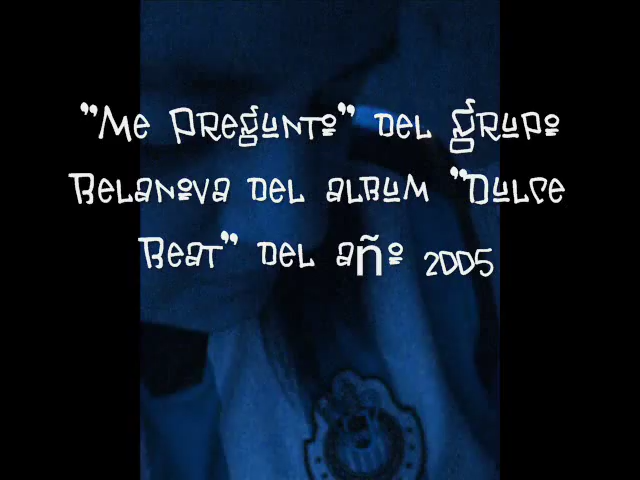 "Me Pregunto" del grupo
Belanova del album "Dulce
Beat" del año 2005